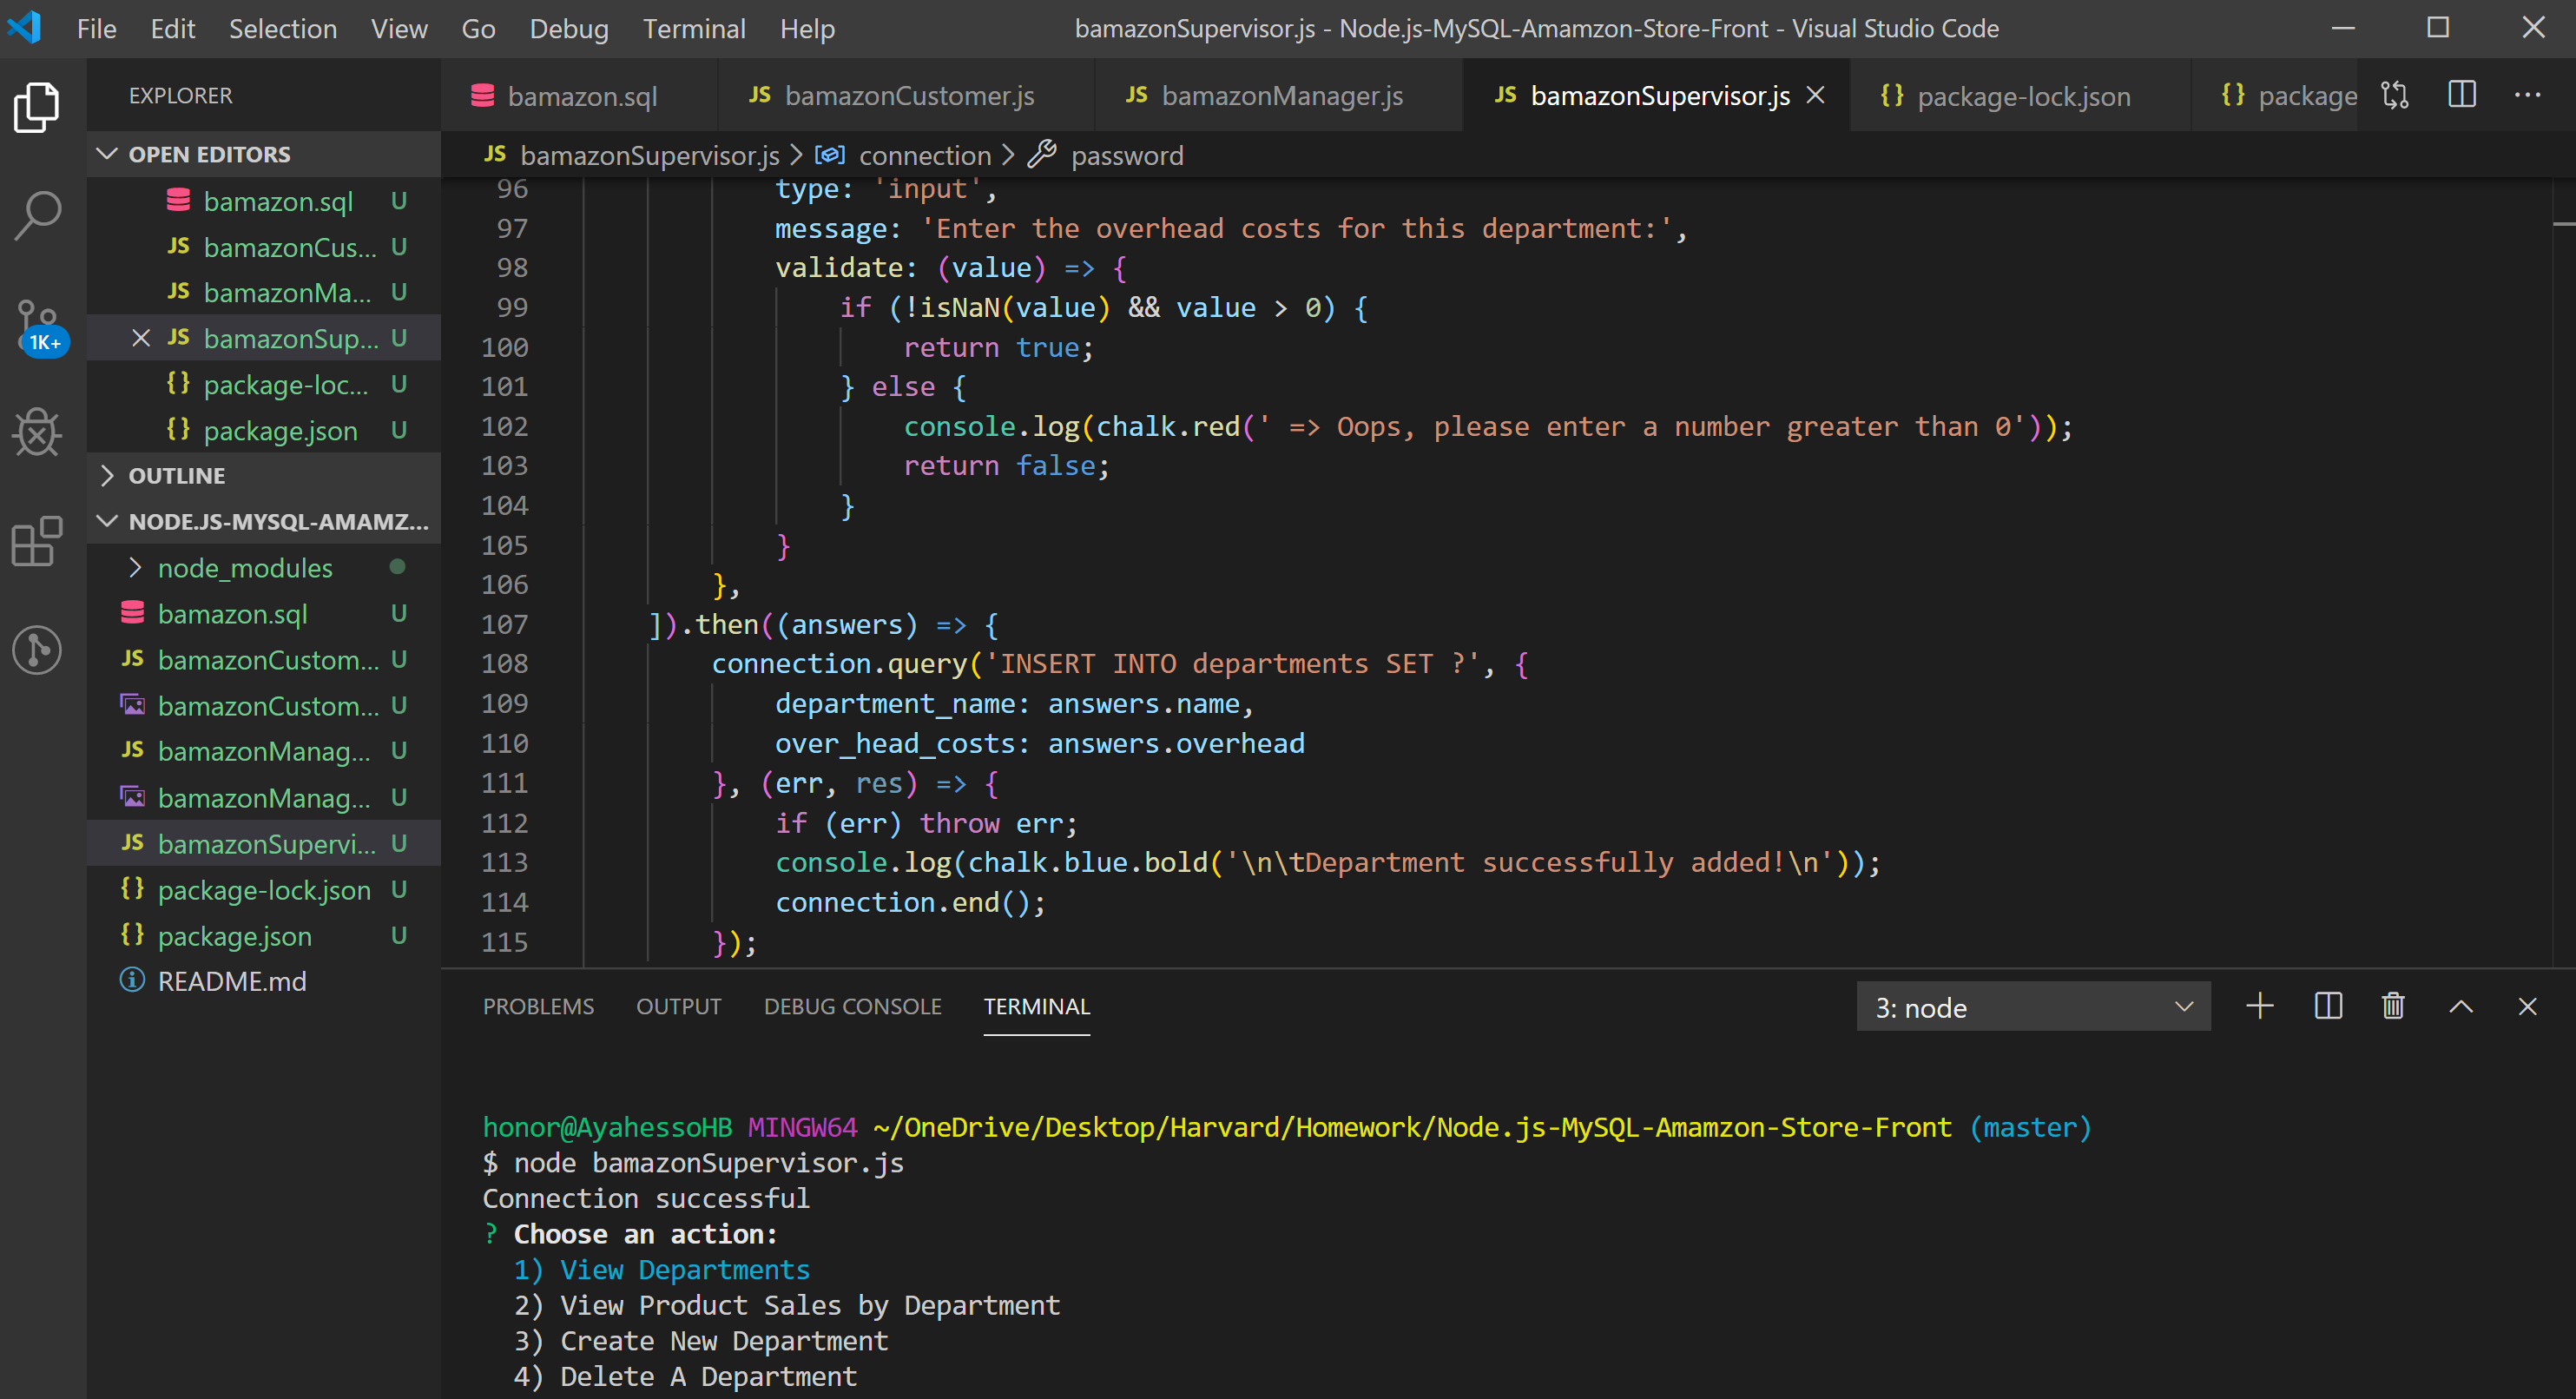 File Edit Selection View Go Debug Terminal Help bamazonSupervisor.js - Node.js-MySQL-Amamzon-Store-Front - Visual Studio Code
EXPLORER
OPEN EDITORS
bamazon.sql U
JS bamazonCus... U
JS bamazonMa... U
JS bamazonSup... U
{} package-loc... U
{} package.json U
OUTLINE
NODE.JS-MYSQL-AMAMZ...
node_modules
bamazon.sql U
JS bamazonCustom... U
bamazonCustom... U
JS bamazonManag... U
bamazonManag... U
JS bamazonSupervi... U
{} package-lock.json U
{} package.json U
README.md
1K+
bamazon.sql JS bamazonCustomer.js JS bamazonManager.js JS bamazonSupervisor.js {} package-lock.json {} package
JS bamazonSupervisor.js > connection > password
96 type: 'input',
97 message: 'Enter the overhead costs for this department:',
98 validate: (value) => {
99 if (!isNaN(value) && value > 0) {
100 return true;
101 } else {
102 console.log(chalk.red(' => Oops, please enter a number greater than 0'));
103 return false;
104 }
105 }
106 },
107 ]).then((answers) => {
108 connection.query('INSERT INTO departments SET ?', {
109 department_name: answers.name,
110 over_head_costs: answers.overhead
111 }, (err, res) => {
112 if (err) throw err;
113 console.log(chalk.blue.bold('\n\tDepartment successfully added!\n'));
114 connection.end();
115 });
PROBLEMS OUTPUT DEBUG CONSOLE TERMINAL 3: node
honor@AyahessoHB MINGW64 ~/OneDrive/Desktop/Harvard/Homework/Node.js-MySQL-Amamzon-Store-Front (master)
$ node bamazonSupervisor.js
Connection successful
? Choose an action:
1) View Departments
2) View Product Sales by Department
3) Create New Department
4) Delete A Department